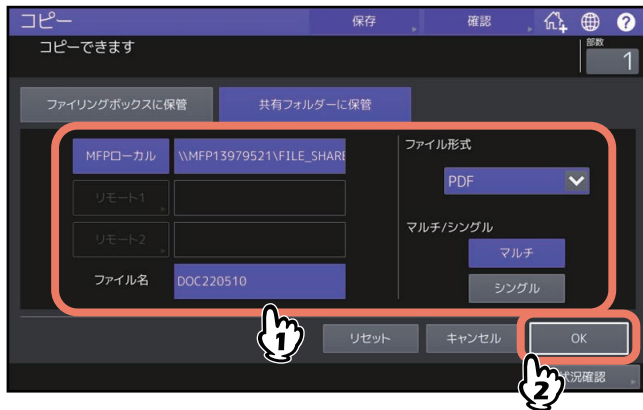 コピー 保存 確認 ?
コピーできます 部数
1
ファイリングボックスに保管 共有フォルダーに保管
MFPローカル \\MFP13979521\FILE_SHARE ファイル形式
リモート1 PDF
リモート2 マルチ/シングル
マルチ
ファイル名 DOC220510 シングル
1
リセット キャンセル OK
2 状況確認